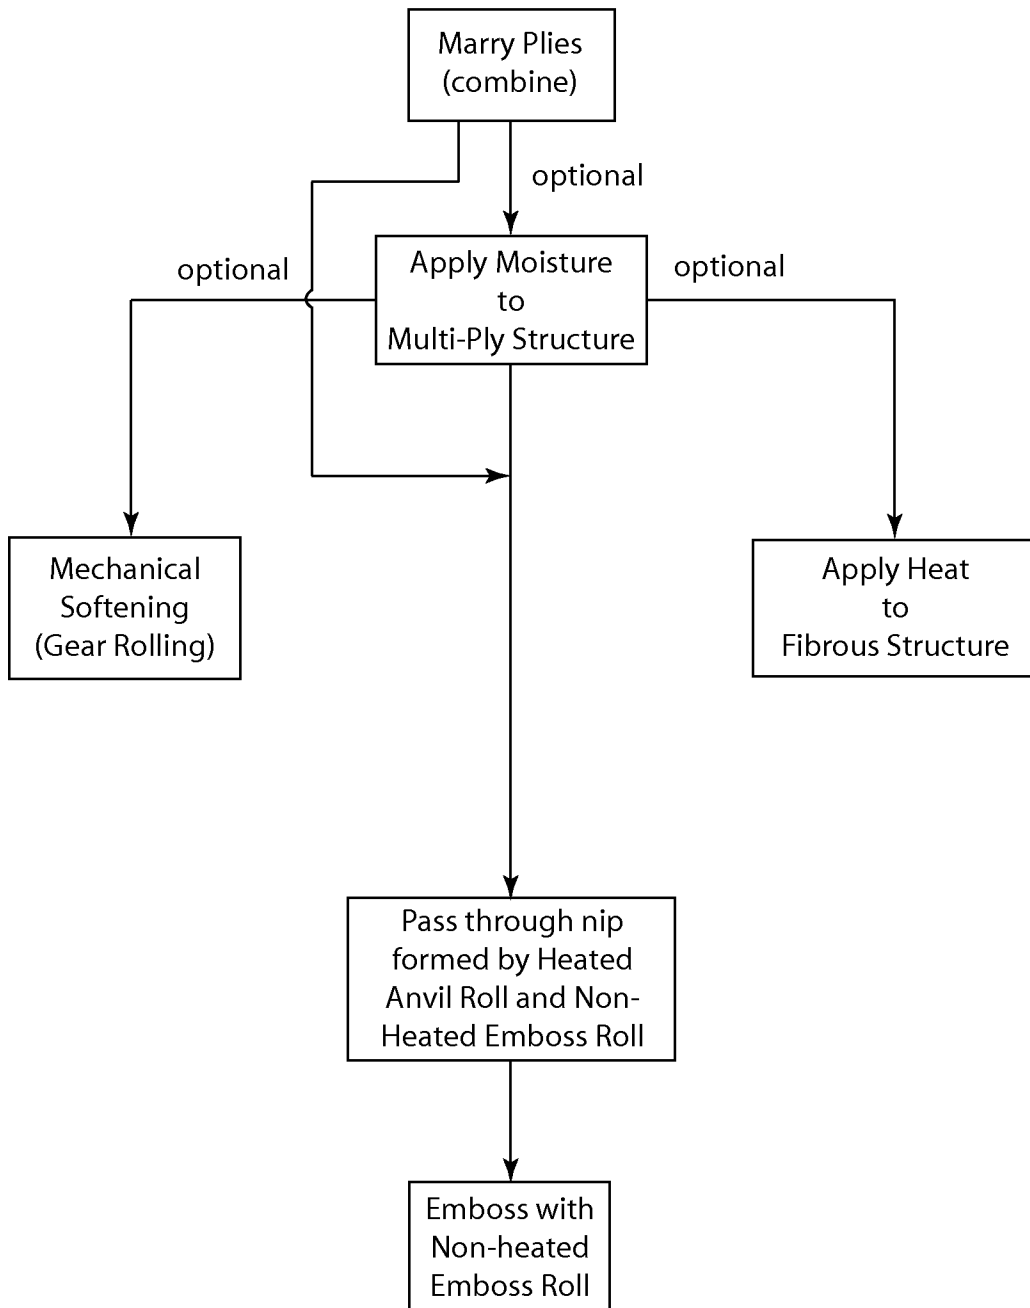 Marry Plies
(combine)
optional
optional
Apply Moisture
to
Multi-Ply Structure
optional
Mechanical
Softening
(Gear Rolling)
Apply Heat
to
Fibrous Structure
Pass through nip
formed by Heated
Anvil Roll and Non-
Heated Emboss Roll
Emboss with
Non-heated
Emboss Roll